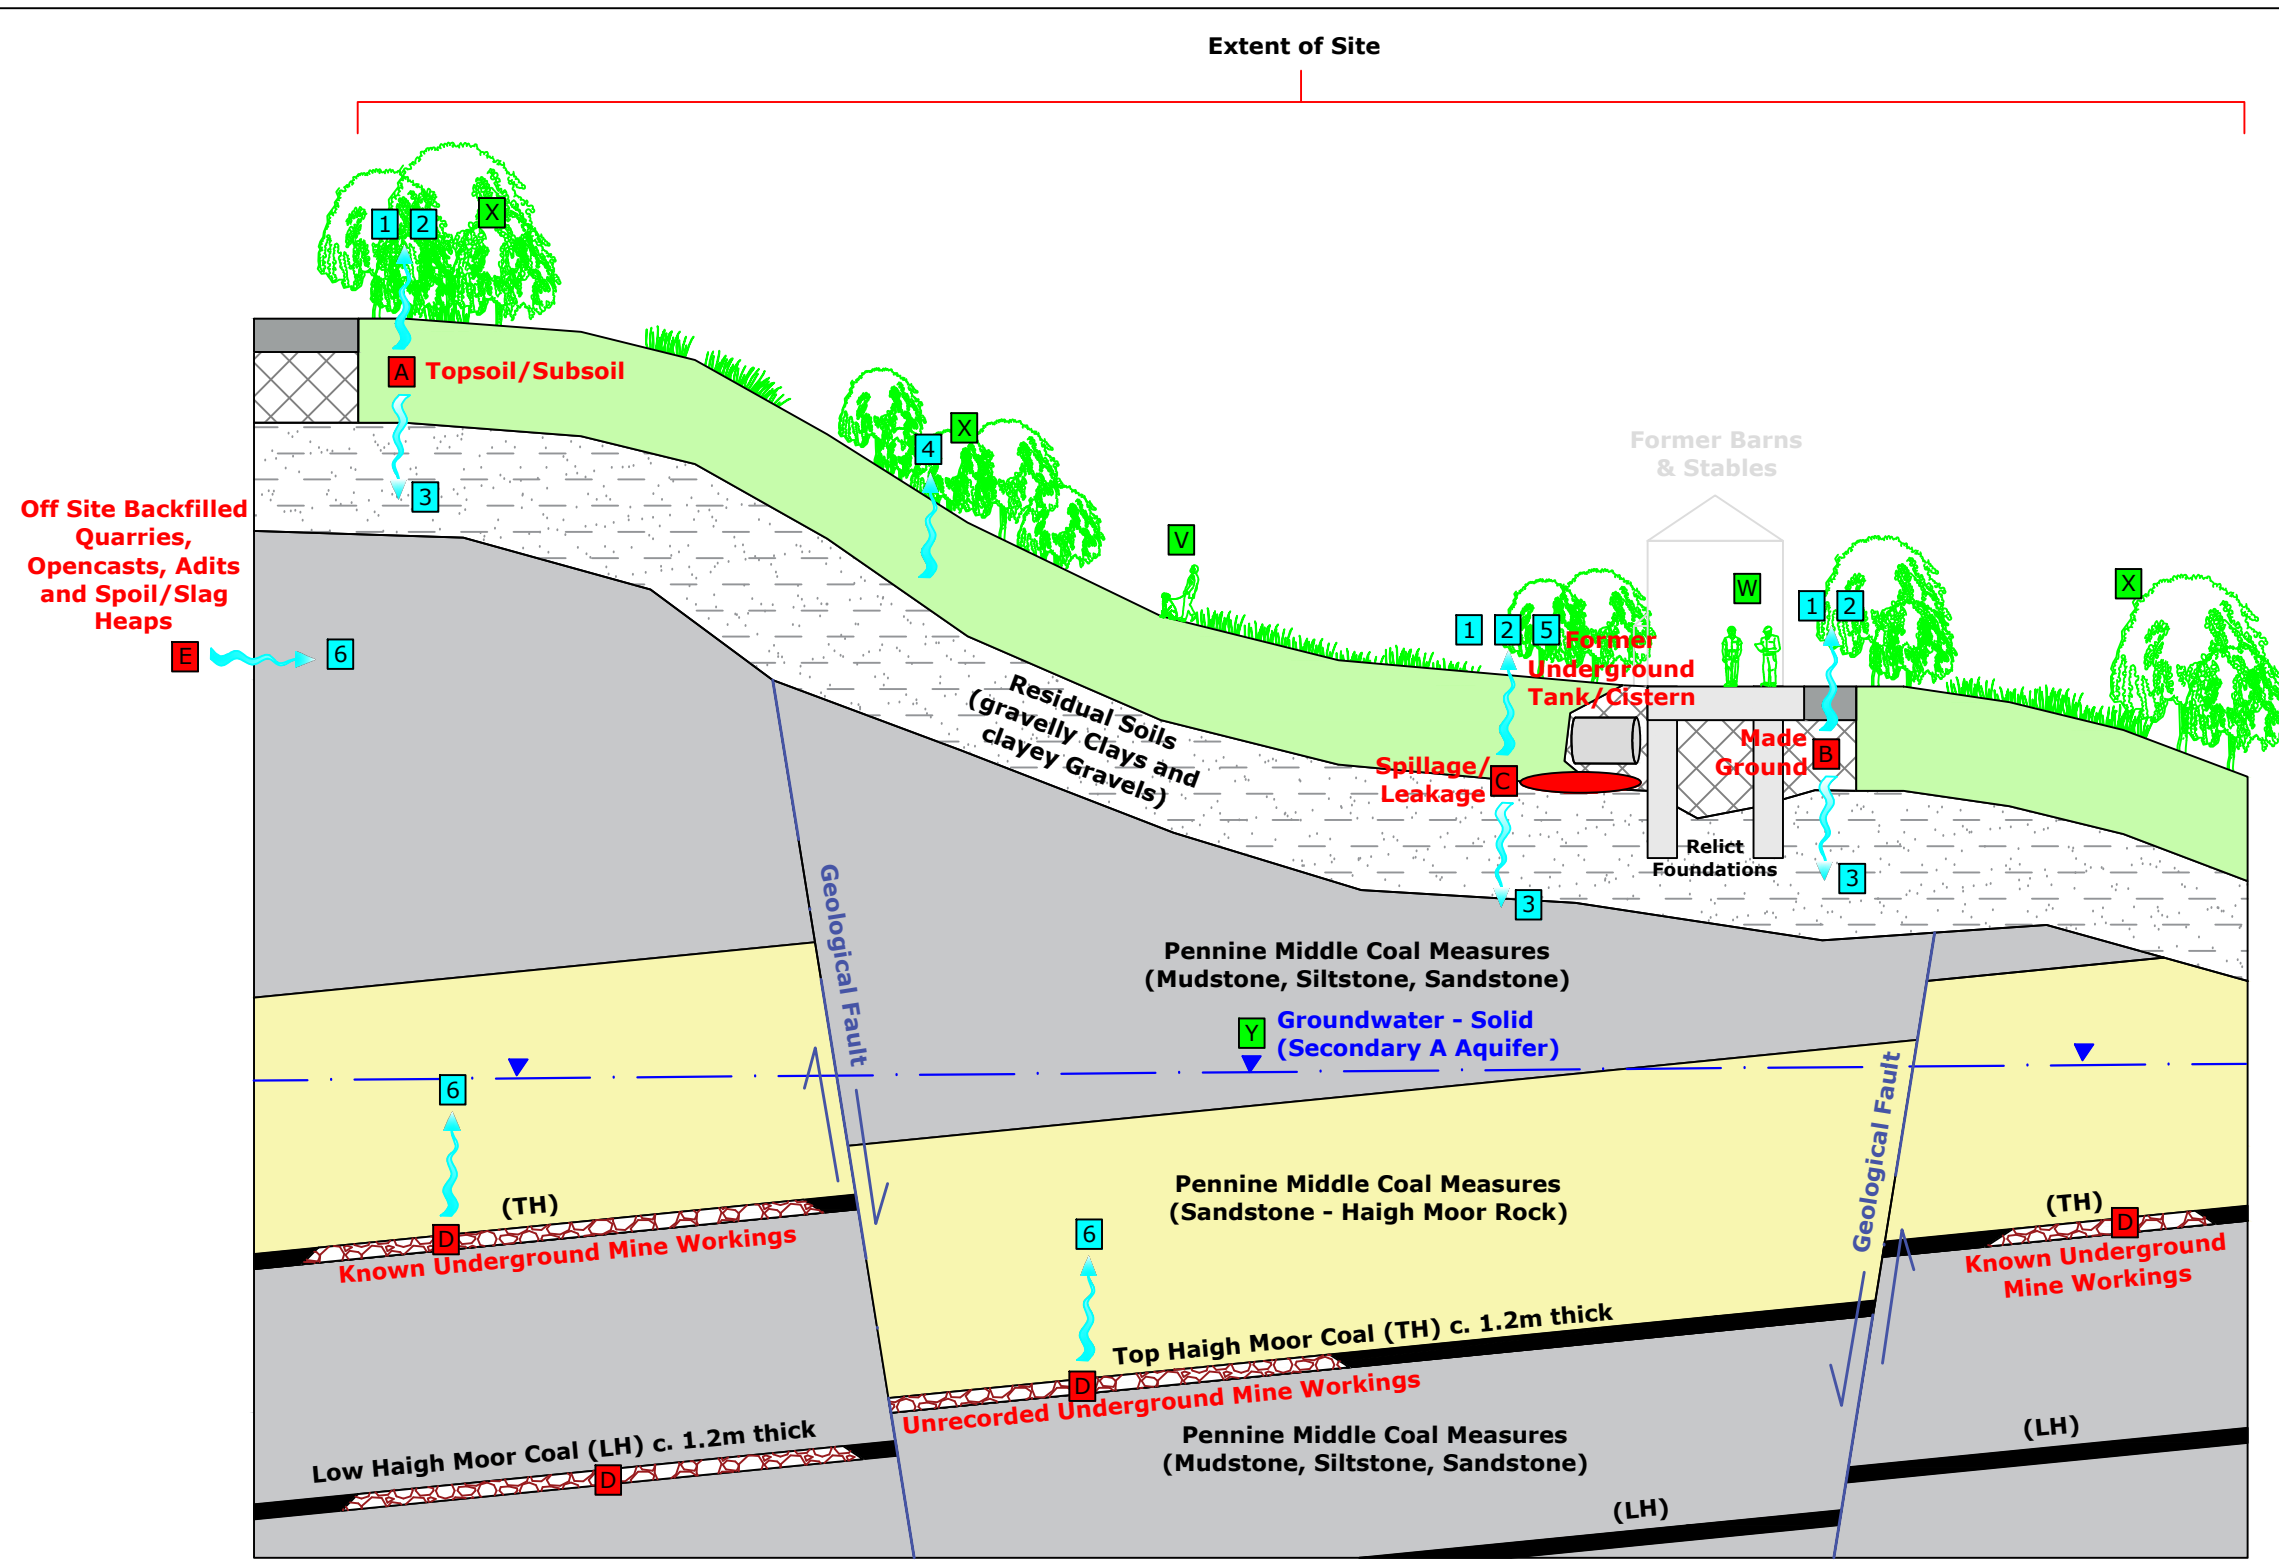 Extent of Site
X
1 2
A Topsoil/Subsoil
3
X
4
Former Barns
& Stables
Off Site Backfilled
Quarries,
Opencasts, Adits
and Spoil/Slag
Heaps
E
6
V
W
X
1 2
1 2 5
Former
Underground
Tank/Cistern
Residual Soils
(gravelly Clays and
clayey Gravels)
Made
Ground
B
Spillage/
Leakage
C
Relict
Foundations
3
3
Geological Fault
Pennine Middle Coal Measures
(Mudstone, Siltstone, Sandstone)
Y
Groundwater - Solid
(Secondary A Aquifer)
6
Geological Fault
Pennine Middle Coal Measures
(Sandstone - Haigh Moor Rock)
(TH)
D
Known Underground Mine Workings
6
(TH)
D
Known Underground
Mine Workings
Top Haigh Moor Coal (TH) c. 1.2m thick
D
Unrecorded Underground Mine Workings
Low Haigh Moor Coal (LH) c. 1.2m thick
D
Pennine Middle Coal Measures
(Mudstone, Siltstone, Sandstone)
(LH)
(LH)